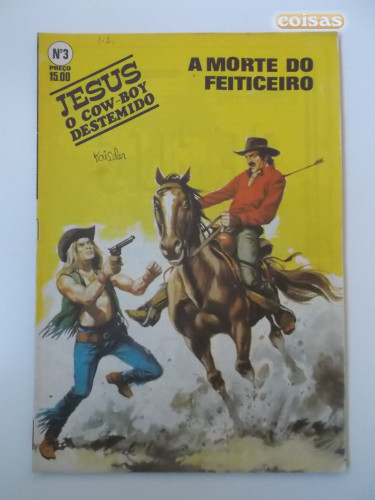 coisas
Nº3
PREÇO
15.00
JESUS
O COW-BOY
DESTEMIDO
A MORTE DO
FEITICEIRO